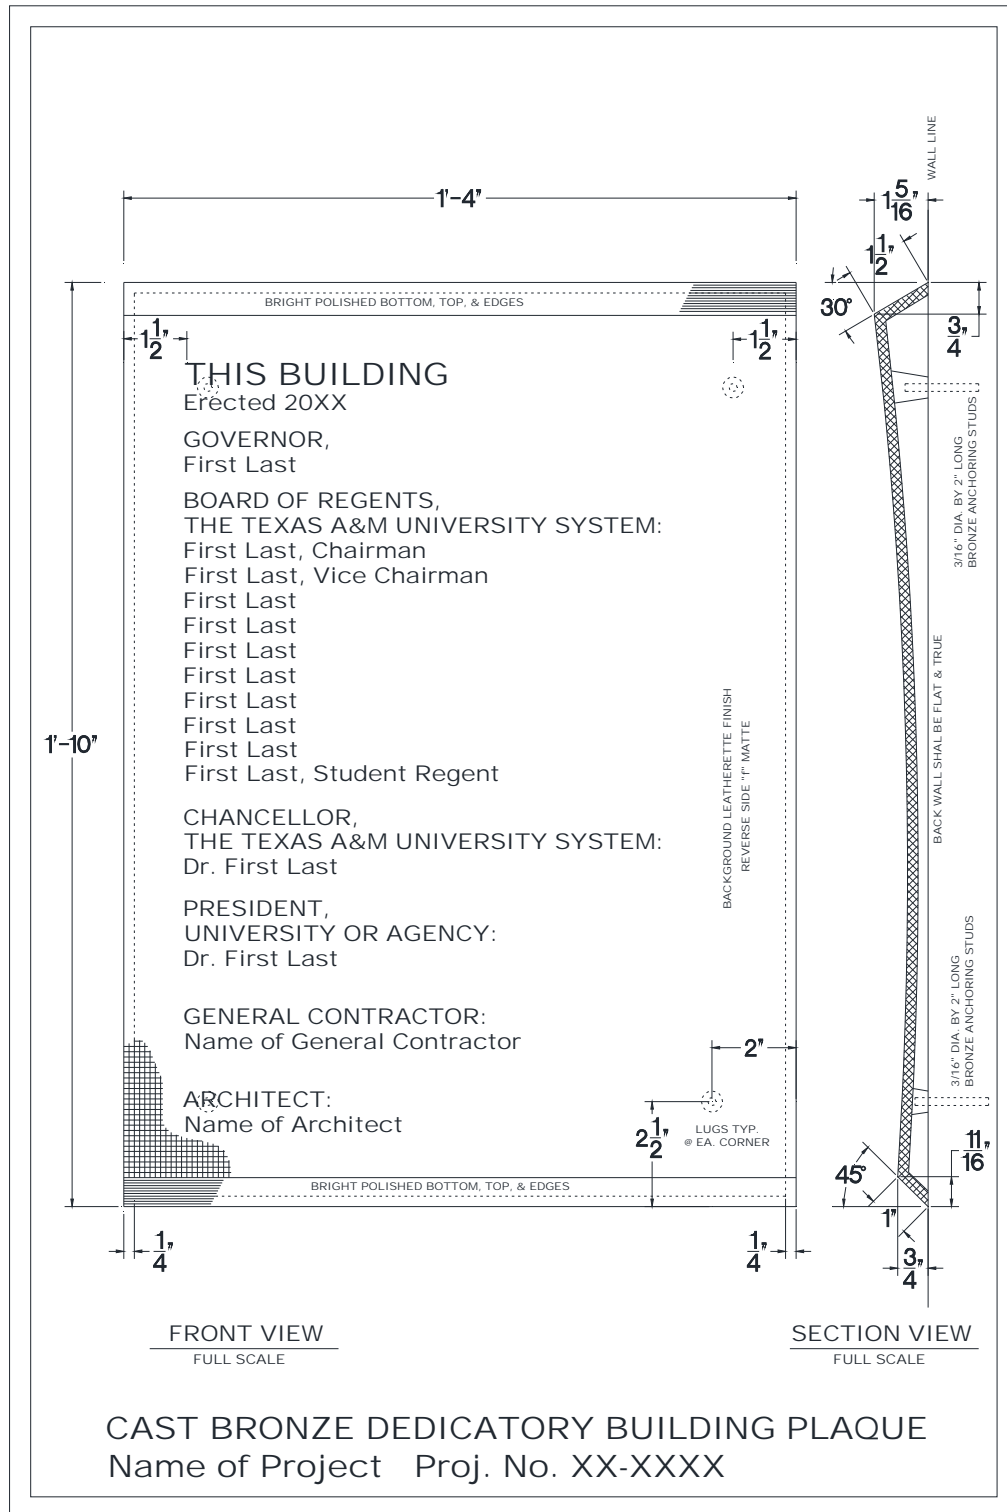 WALL LINE
1'-4"
1 5/16"
1 1/2"
30°
3/4"
BRIGHT POLISHED BOTTOM, TOP, & EDGES
1 1/2"
1 1/2"
THIS BUILDING
Erected 20XX
GOVERNOR,
First Last
BOARD OF REGENTS,
THE TEXAS A&M UNIVERSITY SYSTEM:
First Last, Chairman
First Last, Vice Chairman
First Last
First Last
First Last
First Last
First Last
First Last
First Last
First Last, Student Regent
CHANCELLOR,
THE TEXAS A&M UNIVERSITY SYSTEM:
Dr. First Last
PRESIDENT,
UNIVERSITY OR AGENCY:
Dr. First Last
GENERAL CONTRACTOR:
Name of General Contractor
ARCHITECT:
Name of Architect
1'-10"
BACKGROUND LEATHERETTE FINISH
REVERSE SIDE "f" MATTE
2"
2 1/2"
LUGS TYP.
@ EA. CORNER
BRIGHT POLISHED BOTTOM, TOP, & EDGES
1/4"
1/4"
3/16" DIA. BY 2" LONG
BRONZE ANCHORING STUDS
BACK WALL SHAL BE FLAT & TRUE
3/16" DIA. BY 2" LONG
BRONZE ANCHORING STUDS
11/16"
45°
1"
3/4"
FRONT VIEW
FULL SCALE
SECTION VIEW
FULL SCALE
CAST BRONZE DEDICATORY BUILDING PLAQUE
Name of Project Proj. No. XX-XXXX